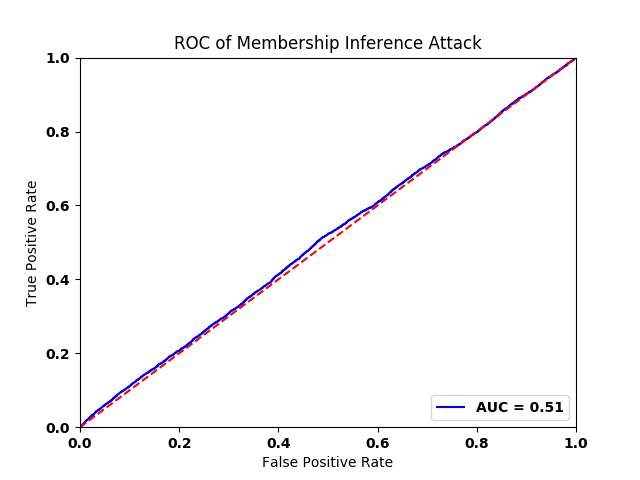 ROC of Membership Inference Attack
True Positive Rate
1.0
0.8
0.6
0.4
0.2
0.0
0.0 0.2 0.4 0.6 0.8 1.0
False Positive Rate
AUC = 0.51